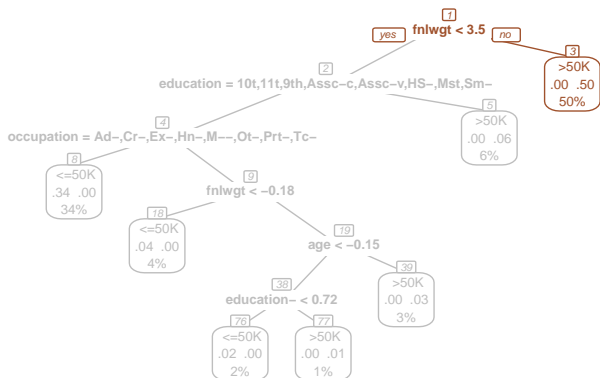 1
yes fnlwgt < 3.5 no
3
>50K
.00 .50
50%
2
education = 10t,11t,9th,Assc-c,Assc-v,HS-,Mst,Sm-
5
>50K
.00 .06
6%
4
occupation = Ad-,Cr-,Ex-,Hn-,M--,Ot-,Prt-,Tc-
8
<=50K
.34 .00
34%
9
fnlwgt < -0.18
18
<=50K
.04 .00
4%
19
age < -0.15
39
>50K
.00 .03
3%
38
education- < 0.72
76
<=50K
.02 .00
2%
77
>50K
.00 .01
1%